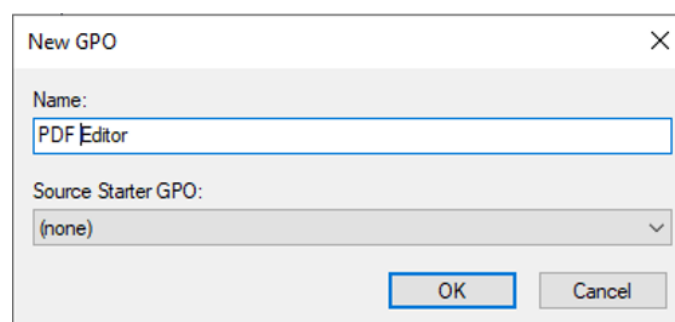 New GPO
Name:
PDF Editor
Source Starter GPO:
(none)
OK Cancel